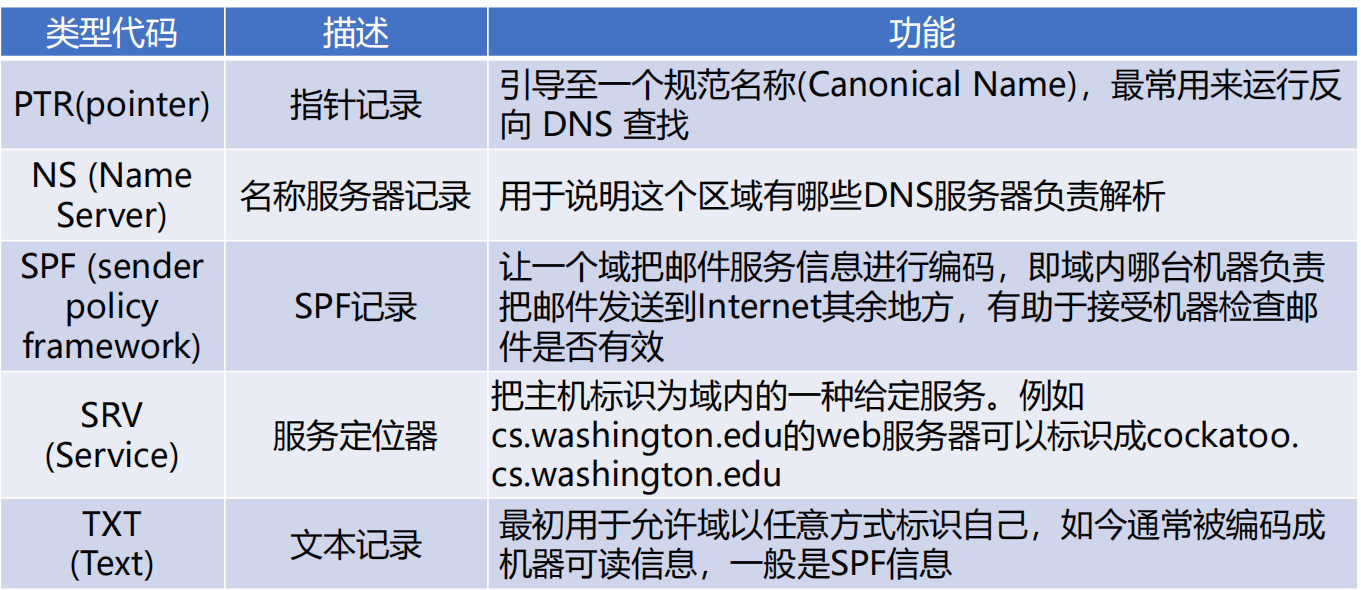 类型代码 描述 功能
PTR(pointer) 指针记录 引导至一个规范名称(Canonical Name)，最常用来运行反
向 DNS 查找
NS (Name
Server) 名称服务器记录 用于说明这个区域有哪些DNS服务器负责解析
SPF (sender
policy
framework) SPF记录 让一个域把邮件服务信息进行编码，即域内哪台机器负责
把邮件发送到Internet其余地方，有助于接受机器检查邮
件是否有效
SRV
(Service) 服务定位器 把主机标识为域内的一种给定服务。例如
cs.washington.edu的web服务器可以标识成cockatoo.
cs.washington.edu
TXT
(Text) 文本记录 最初用于允许域以任意方式标识自己，如今通常被编码成
机器可读信息，一般是SPF信息